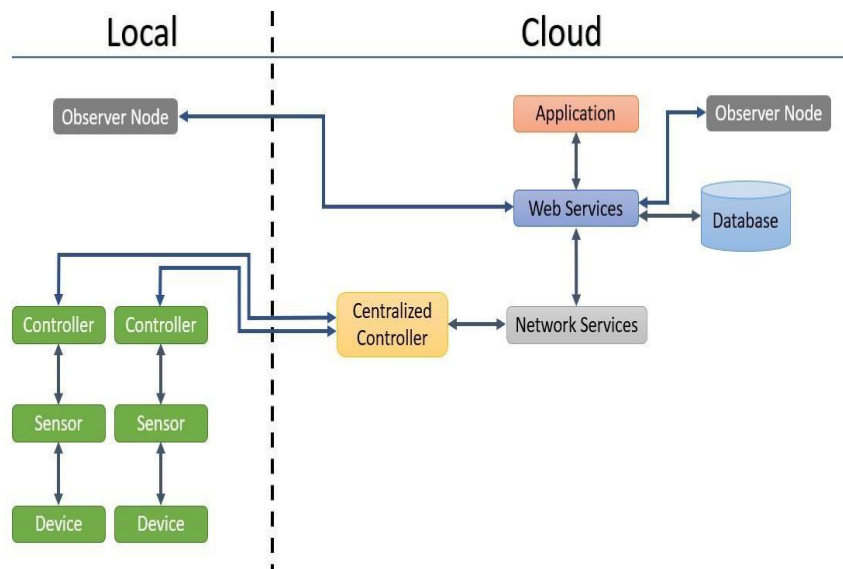 Local
Cloud
Observer Node
Application
Observer Node
Web Services
Database
Controller
Controller
Centralized
Controller
Network Services
Sensor
Sensor
Device
Device